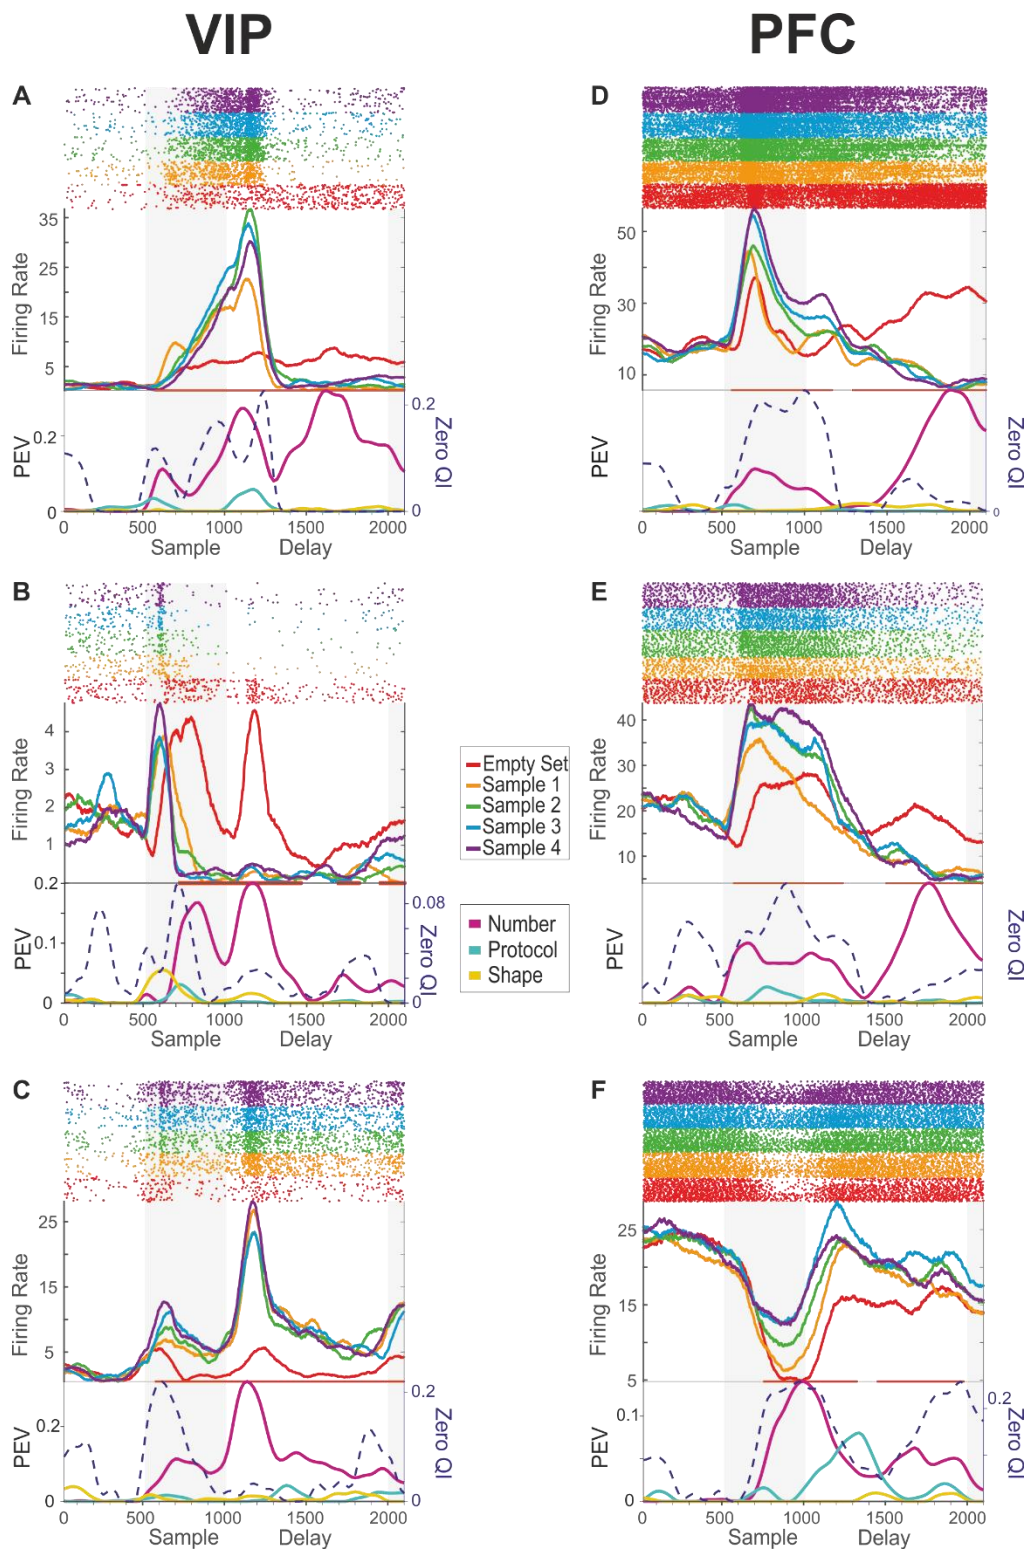 VIP
PFC
A
35
25
15
5
Firing Rate
0.2
0
PEV
0.2
0
Zero QI
0 500 1000 1500 2000
Sample Delay
D
50
30
10
Firing Rate
PEV
0
Zero QI
0 500 1000 1500 2000
Sample Delay
B
4
3
2
1
Firing Rate
0.2
0.1
0
PEV
0.08
0
Zero QI
0 500 1000 1500 2000
Sample Delay
Empty Set
Sample 1
Sample 2
Sample 3
Sample 4
Number
Protocol
Shape
E
40
30
20
10
Firing Rate
PEV
Zero QI
0 500 1000 1500 2000
Sample Delay
C
25
15
5
Firing Rate
0.2
0
PEV
0.2
0
Zero QI
0 500 1000 1500 2000
Sample Delay
F
25
15
5
Firing Rate
0.1
0
PEV
0.2
Zero QI
0 500 1000 1500 2000
Sample Delay